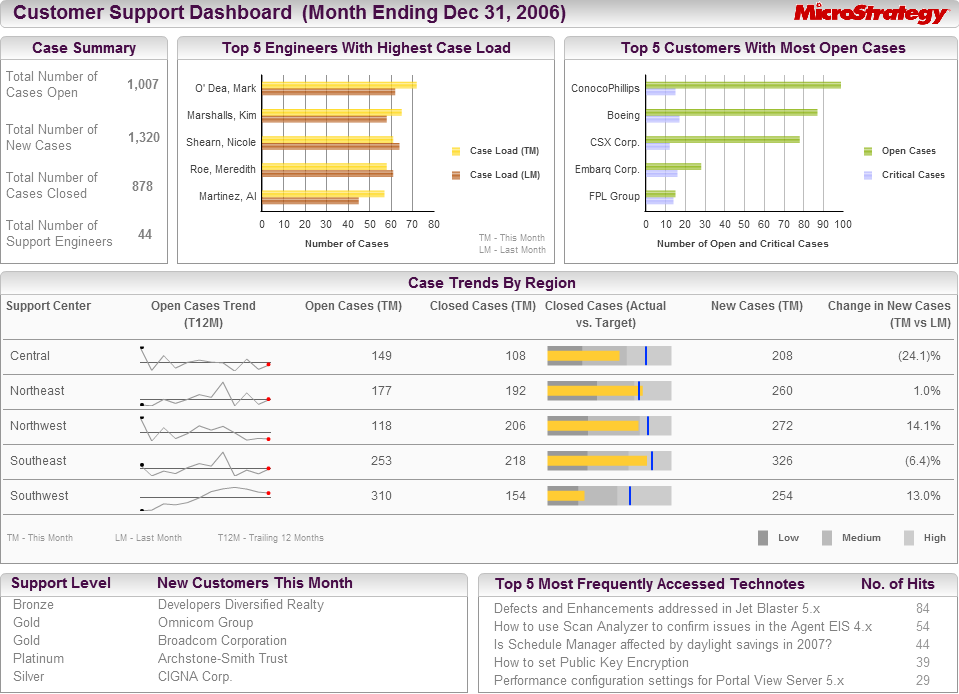 Customer Support Dashboard (Month Ending Dec 31, 2006)
MicroStrategy
Case Summary
Total Number of
Cases Open
1,007
Total Number of
New Cases
1,320
Total Number of
Cases Closed
878
Total Number of
Support Engineers
44
Top 5 Engineers With Highest Case Load
O' Dea, Mark
Marshalls, Kim
Shearn, Nicole
Roe, Meredith
Martinez, Al
0 10 20 30 40 50 60 70 80
Number of Cases
Case Load (TM)
Case Load (LM)
TM - This Month
LM - Last Month
Top 5 Customers With Most Open Cases
ConocoPhillips
Boeing
CSX Corp.
Embarq Corp.
FPL Group
0 10 20 30 40 50 60 70 80 90 100
Number of Open and Critical Cases
Open Cases
Critical Cases
Case Trends By Region
Support Center
Open Cases Trend
(T12M)
Open Cases (TM)
Closed Cases (TM)
Closed Cases (Actual
vs. Target)
New Cases (TM)
Change in New Cases
(TM vs LM)
Central 149 108 208 (24.1)%
Northeast 177 192 260 1.0%
Northwest 118 206 272 14.1%
Southeast 253 218 326 (6.4)%
Southwest 310 154 254 13.0%
TM - This Month LM - Last Month T12M - Trailing 12 Months
Low Medium High
Support Level New Customers This Month
Bronze Developers Diversified Realty
Gold Omnicom Group
Gold Broadcom Corporation
Platinum Archstone-Smith Trust
Silver CIGNA Corp.
Top 5 Most Frequently Accessed Technotes No. of Hits
Defects and Enhancements addressed in Jet Blaster 5.x 84
How to use Scan Analyzer to confirm issues in the Agent EIS 4.x 54
Is Schedule Manager affected by daylight savings in 2007? 44
How to set Public Key Encryption 39
Performance configuration settings for Portal View Server 5.x 29